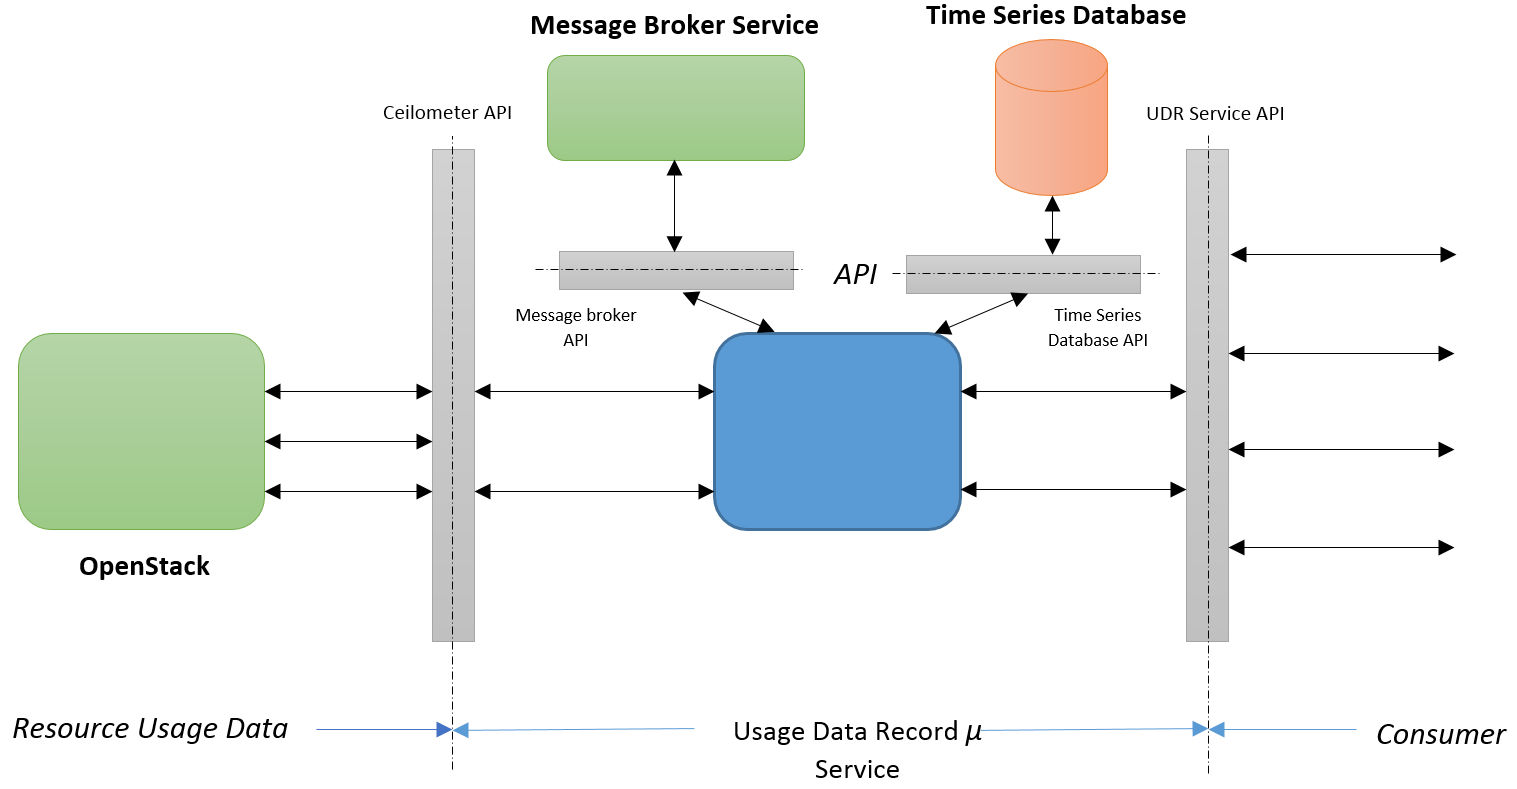 Message Broker Service
Time Series Database
Ceilometer API
UDR Service API
API
Message broker
API
Time Series
Database API
OpenStack
Resource Usage Data
Usage Data Record μ
Service
Consumer